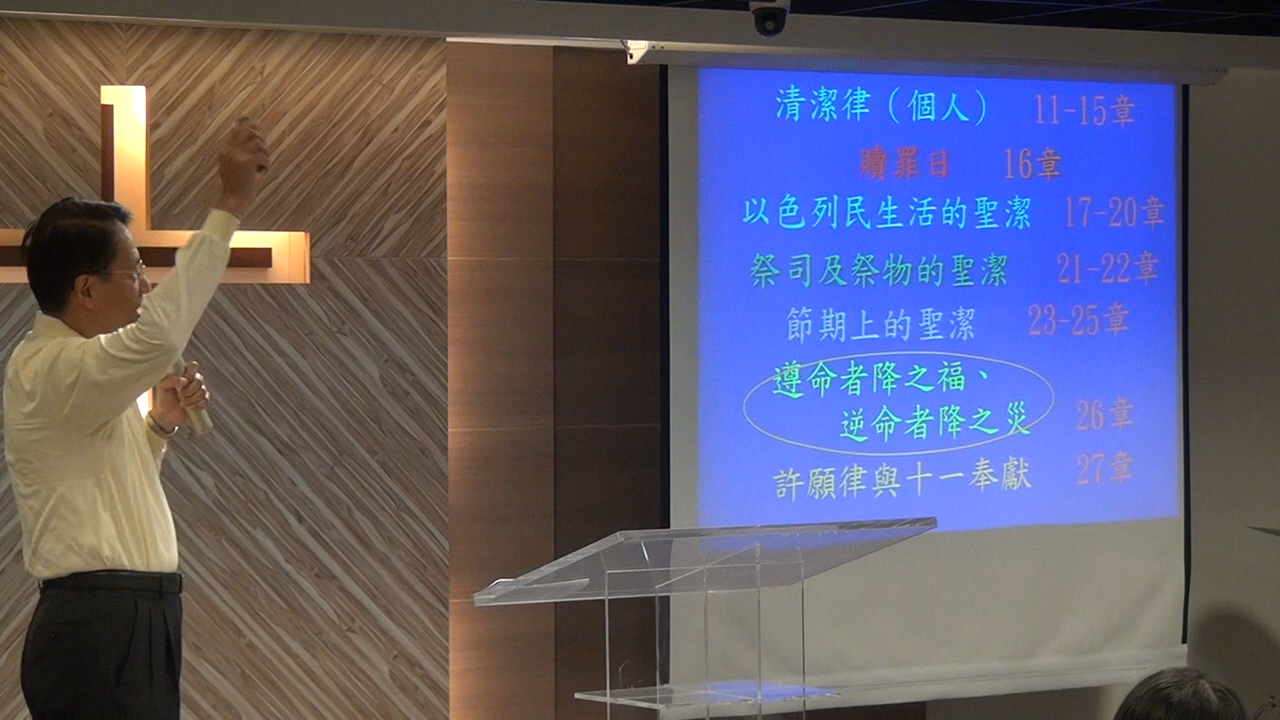 清潔律（個人） 11-15章
贖罪日 16章
以色列民生活的聖潔 17-20章
祭司及祭物的聖潔 21-22章
節期上的聖潔 23-25章
遵命者降之福、
逆命者降之災 26章
許願律與十一奉獻 27章